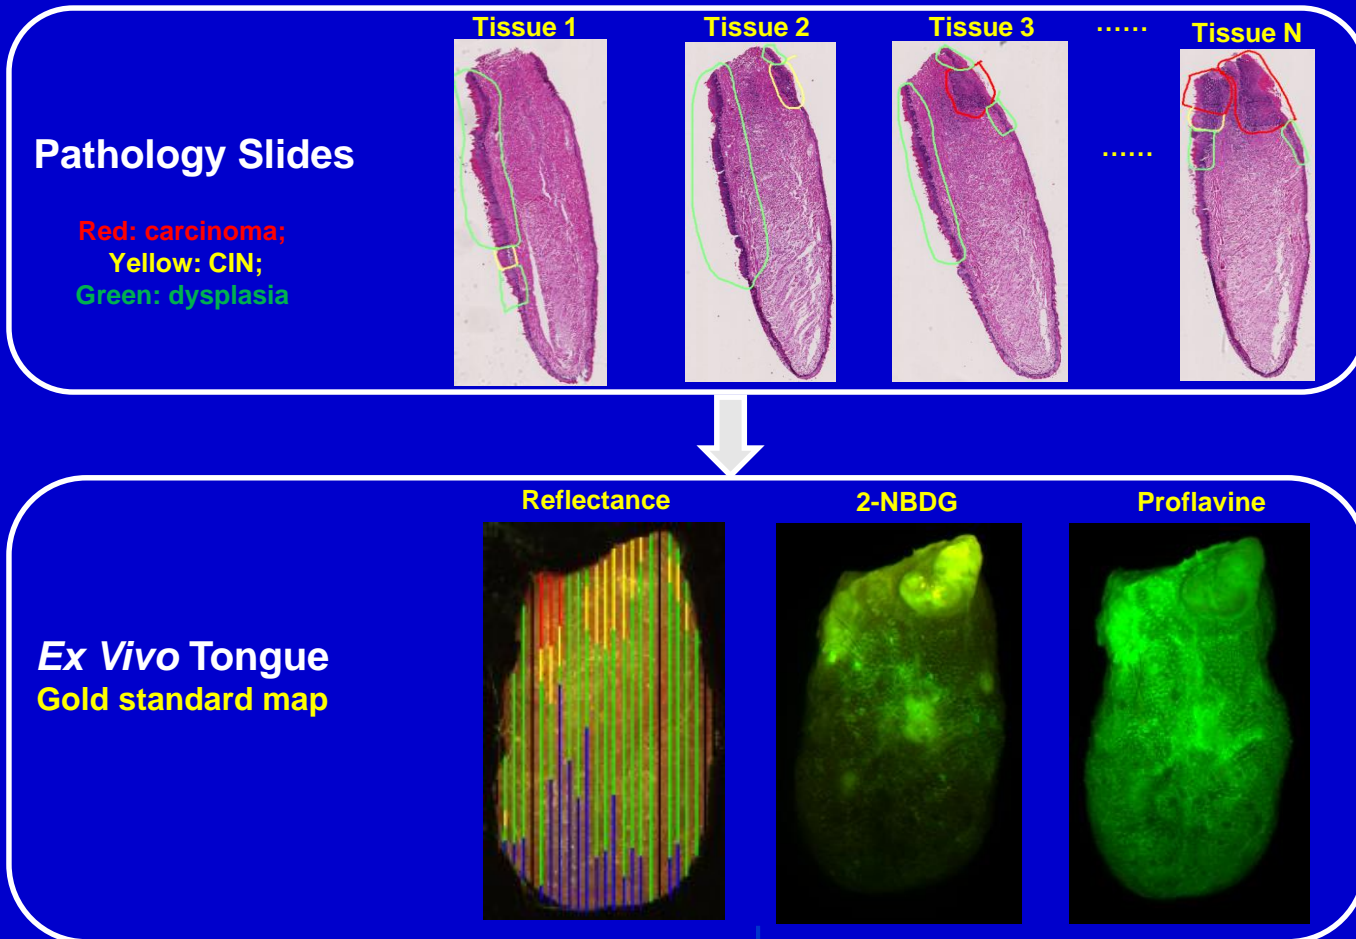 Tissue 1
Tissue 2
Tissue 3
......
Tissue N
Pathology Slides
......
Red: carcinoma;
Yellow: CIN;
Green: dysplasia
Reflectance
2-NBDG
Proflavine
Ex Vivo Tongue
Gold standard map